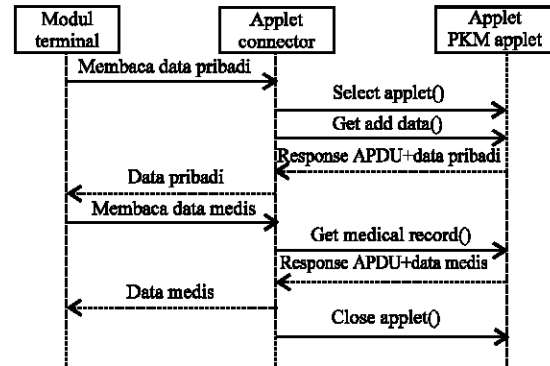 Modul
terminal
Applet
connector
Applet
PKM applet
Membaca data pribadi
Select applet()
Get add data()
Response APDU+data pribadi
Data pribadi
Membaca data medis
Get medical record()
Response APDU+data medis
Data medis
Close applet()